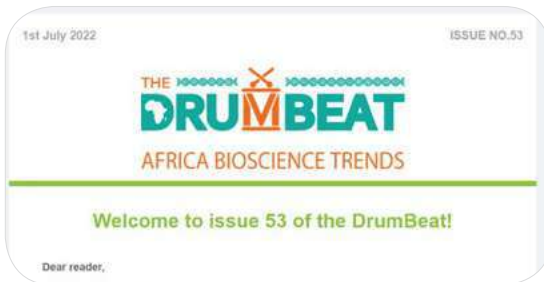 1st July 2022
ISSUE NO.53
THE
DRUMBEAT
AFRICA BIOSCIENCE TRENDS
Welcome to issue 53 of the DrumBeat!
Dear reader,